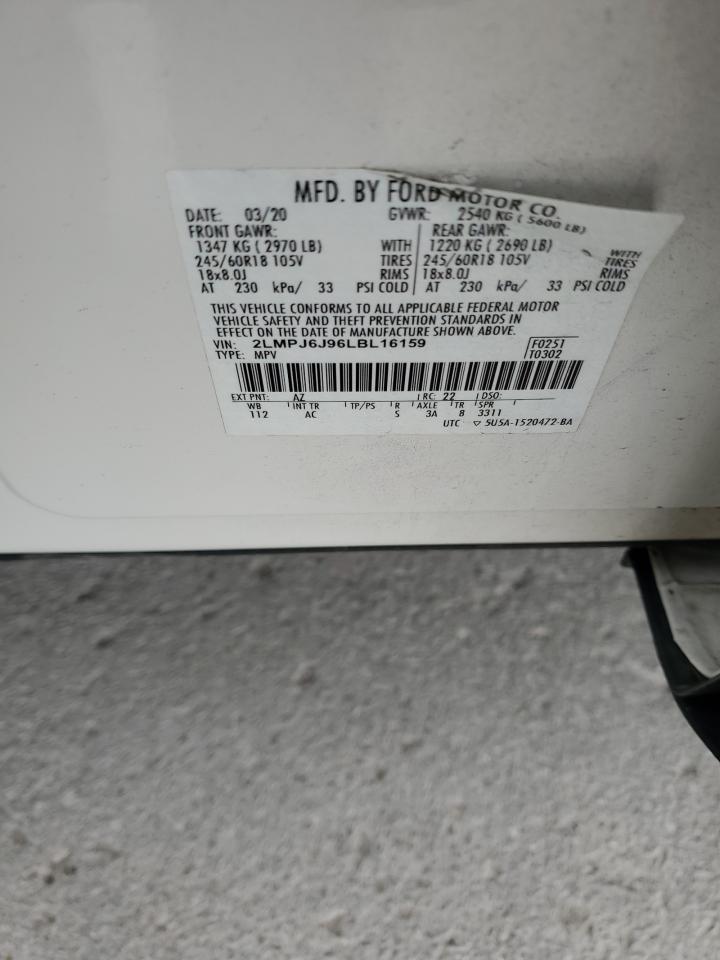 MFD. BY FORD MOTOR CO.
DATE: 03/20 GVWR: 2540 KG ( 5600 LB)
FRONT GAWR: REAR GAWR:
1347 KG ( 2970 LB) WITH 1220 KG ( 2690 LB) WITH
245/60R18 105V TIRES 245/60R18 105V TIRES
18x8.0J RIMS 18x8.0J RIMS
AT 230 kPa/ 33 PSI COLD AT 230 kPa/ 33 PSI COLD
THIS VEHICLE CONFORMS TO ALL APPLICABLE FEDERAL MOTOR
VEHICLE SAFETY AND THEFT PREVENTION STANDARDS IN
EFFECT ON THE DATE OF MANUFACTURE SHOWN ABOVE.
VIN: 2LMPJ6J96LBL16159 F0251
TYPE: MPV T0302
EXT PNT: AZ RC: 22 DSO:
WB INT TR TP/PS R AXLE TR SPR
112 AC S 3A 8 3311
UTC ▽ 5U5A-1520472-BA